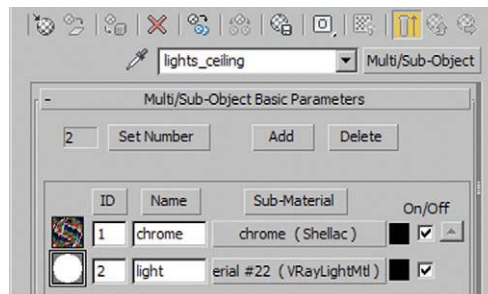 lights_ceiling Multi/Sub-Object
- Multi/Sub-Object Basic Parameters
2 Set Number Add Delete
ID Name Sub-Material On/Off
1 chrome chrome ( Shellac )
2 light erial #22 ( VRayLightMtl )